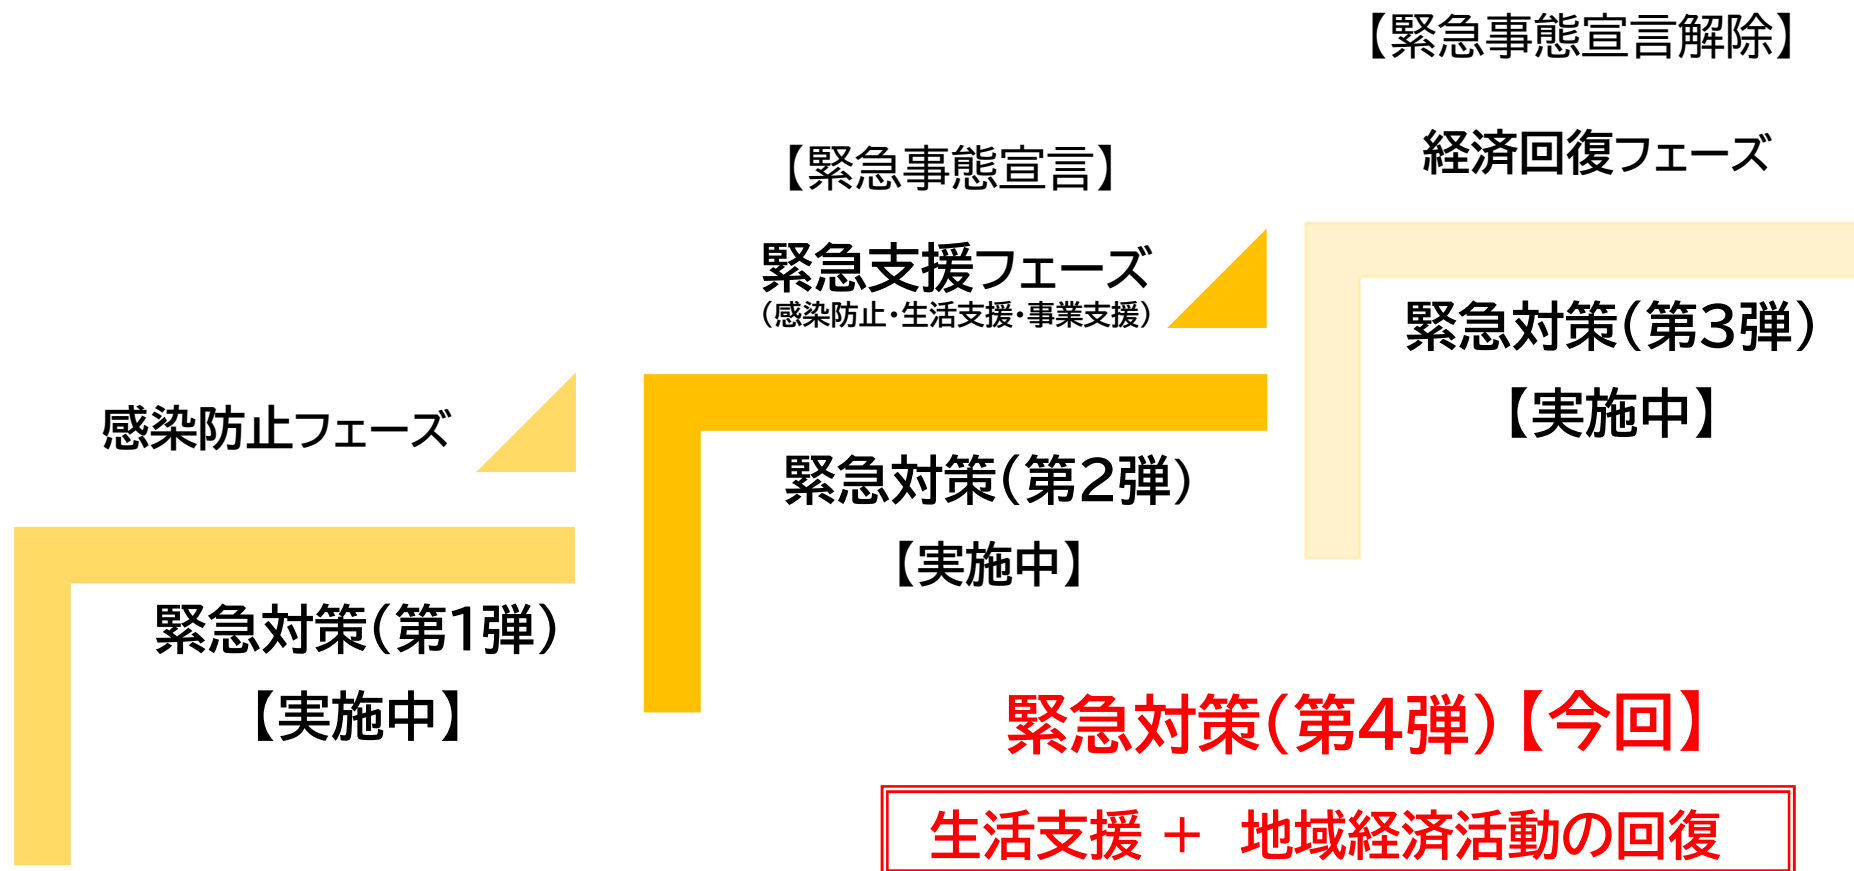 【緊急事態宣言解除】
経済回復フェーズ
緊急対策（第3弾）
【実施中】
【緊急事態宣言】
緊急支援フェーズ
（感染防止・生活支援・事業支援）
緊急対策（第2弾）
【実施中】
感染防止フェーズ
緊急対策（第1弾）
【実施中】
緊急対策（第4弾）【今回】
生活支援 ＋ 地域経済活動の回復